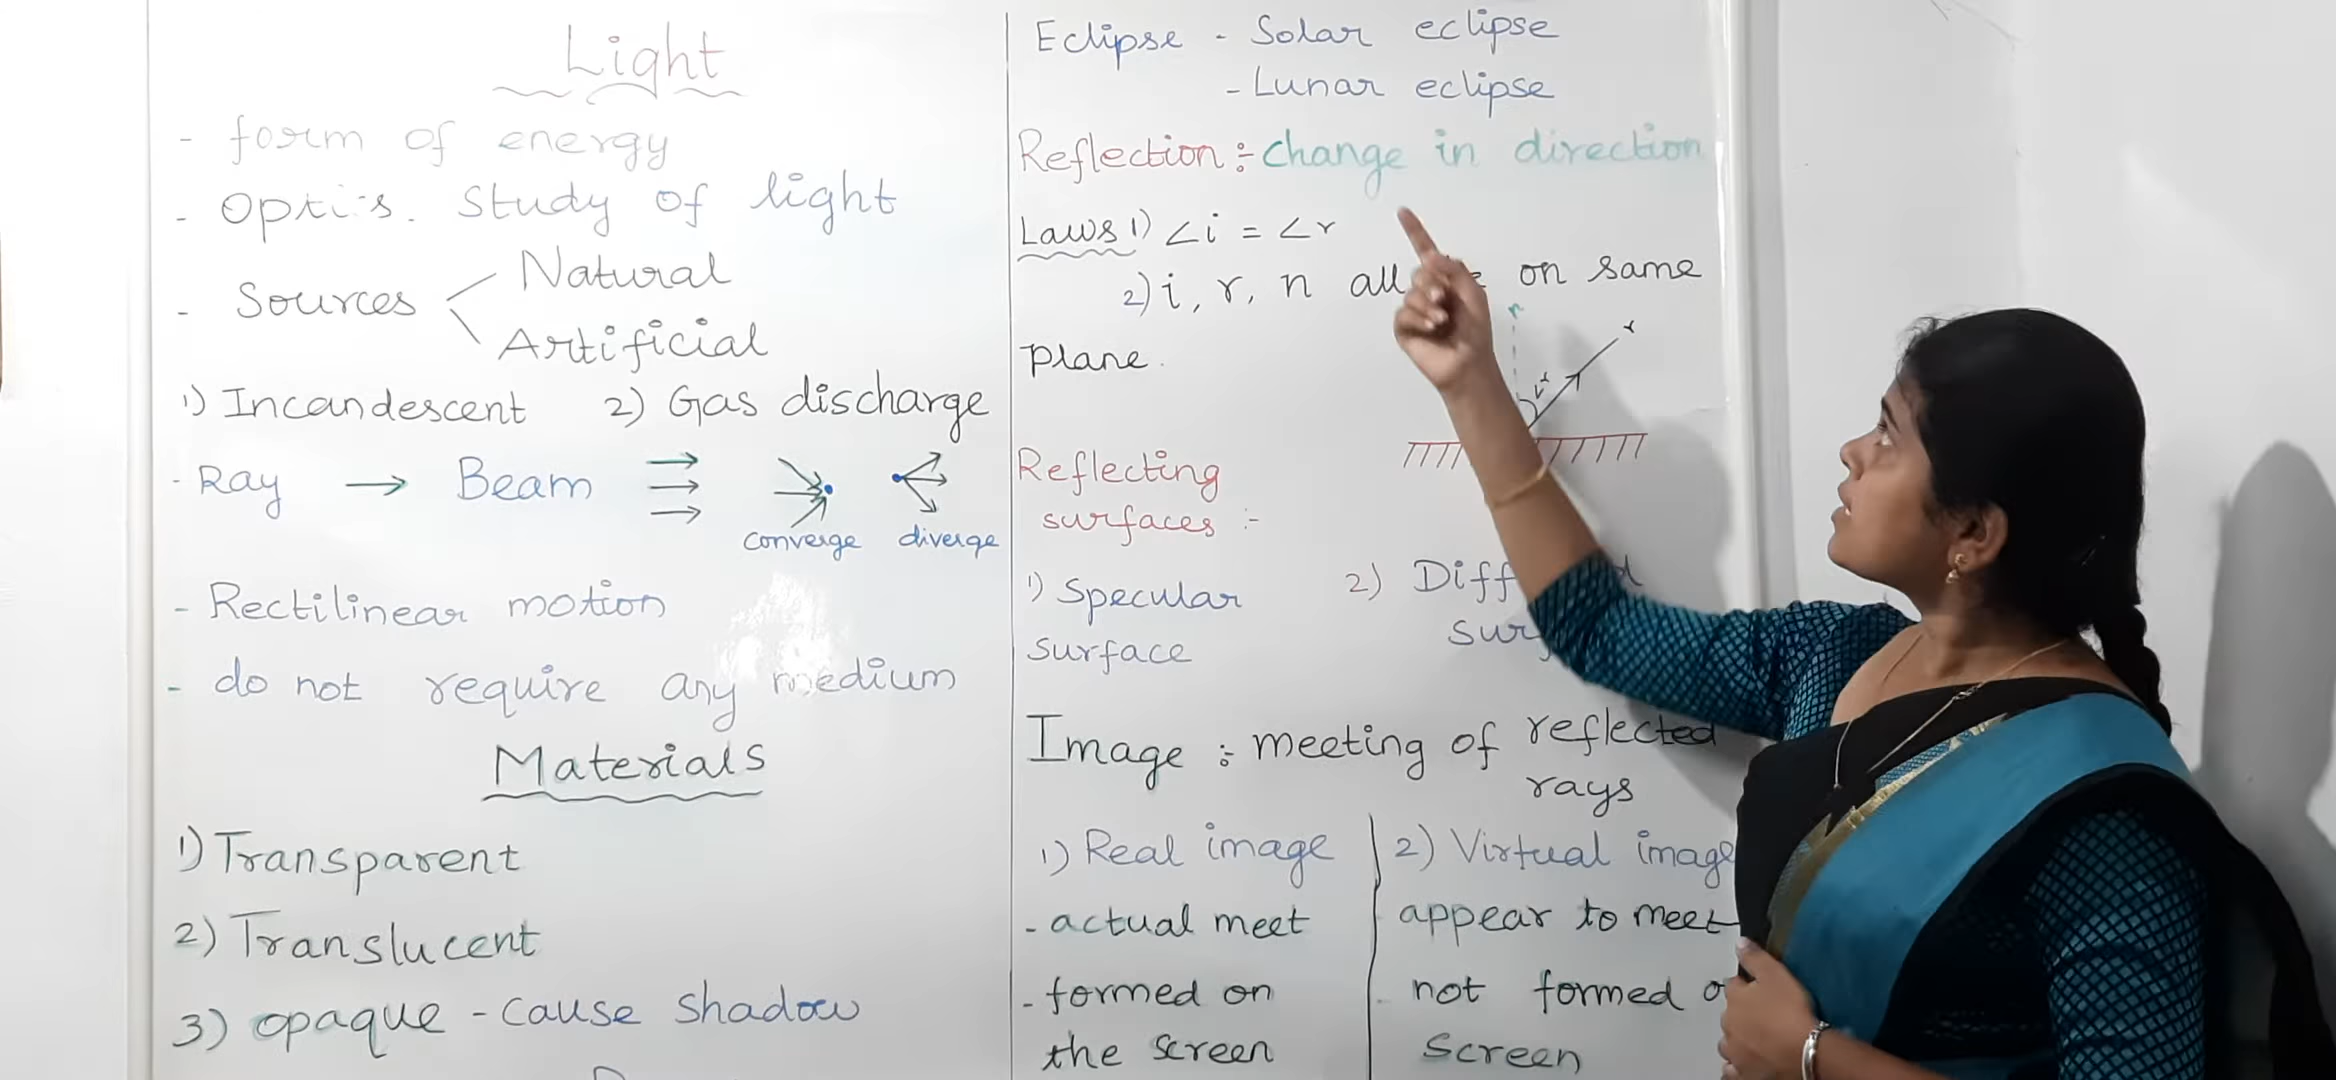 Light
- form of energy
- Optics. Study of light
- Sources
Natural
Artificial
1) Incandescent 2) Gas discharge
- Ray → Beam
converge diverge
- Rectilinear motion
- do not require any medium
Materials
1) Transparent
2) Translucent
3) opaque - cause shadow
Eclipse - Solar eclipse
- Lunar eclipse
Reflection :- change in direction
Laws 1) ∠i = ∠r
2) i, r, n all on same
plane.
n
r
r
Reflecting
surfaces :-
1) Specular
surface
2)
Image : meeting of reflected
rays
1) Real image
- actual meet
- formed on
the screen
2) Virtual image
appear to meet
- not formed
screen